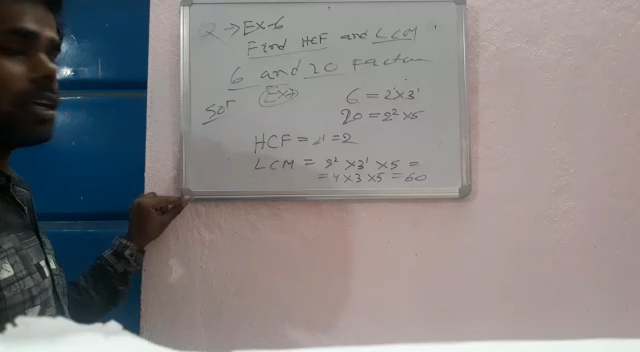 Q → Ex-6
Find HCF and LCM
6 and 20 Factor
Sol Ex→ 6 = 2¹×3¹
20 = 2²×5
HCF = 2¹ = 2
LCM = 2² × 3¹ × 5 =
= 4 × 3 × 5 = 60